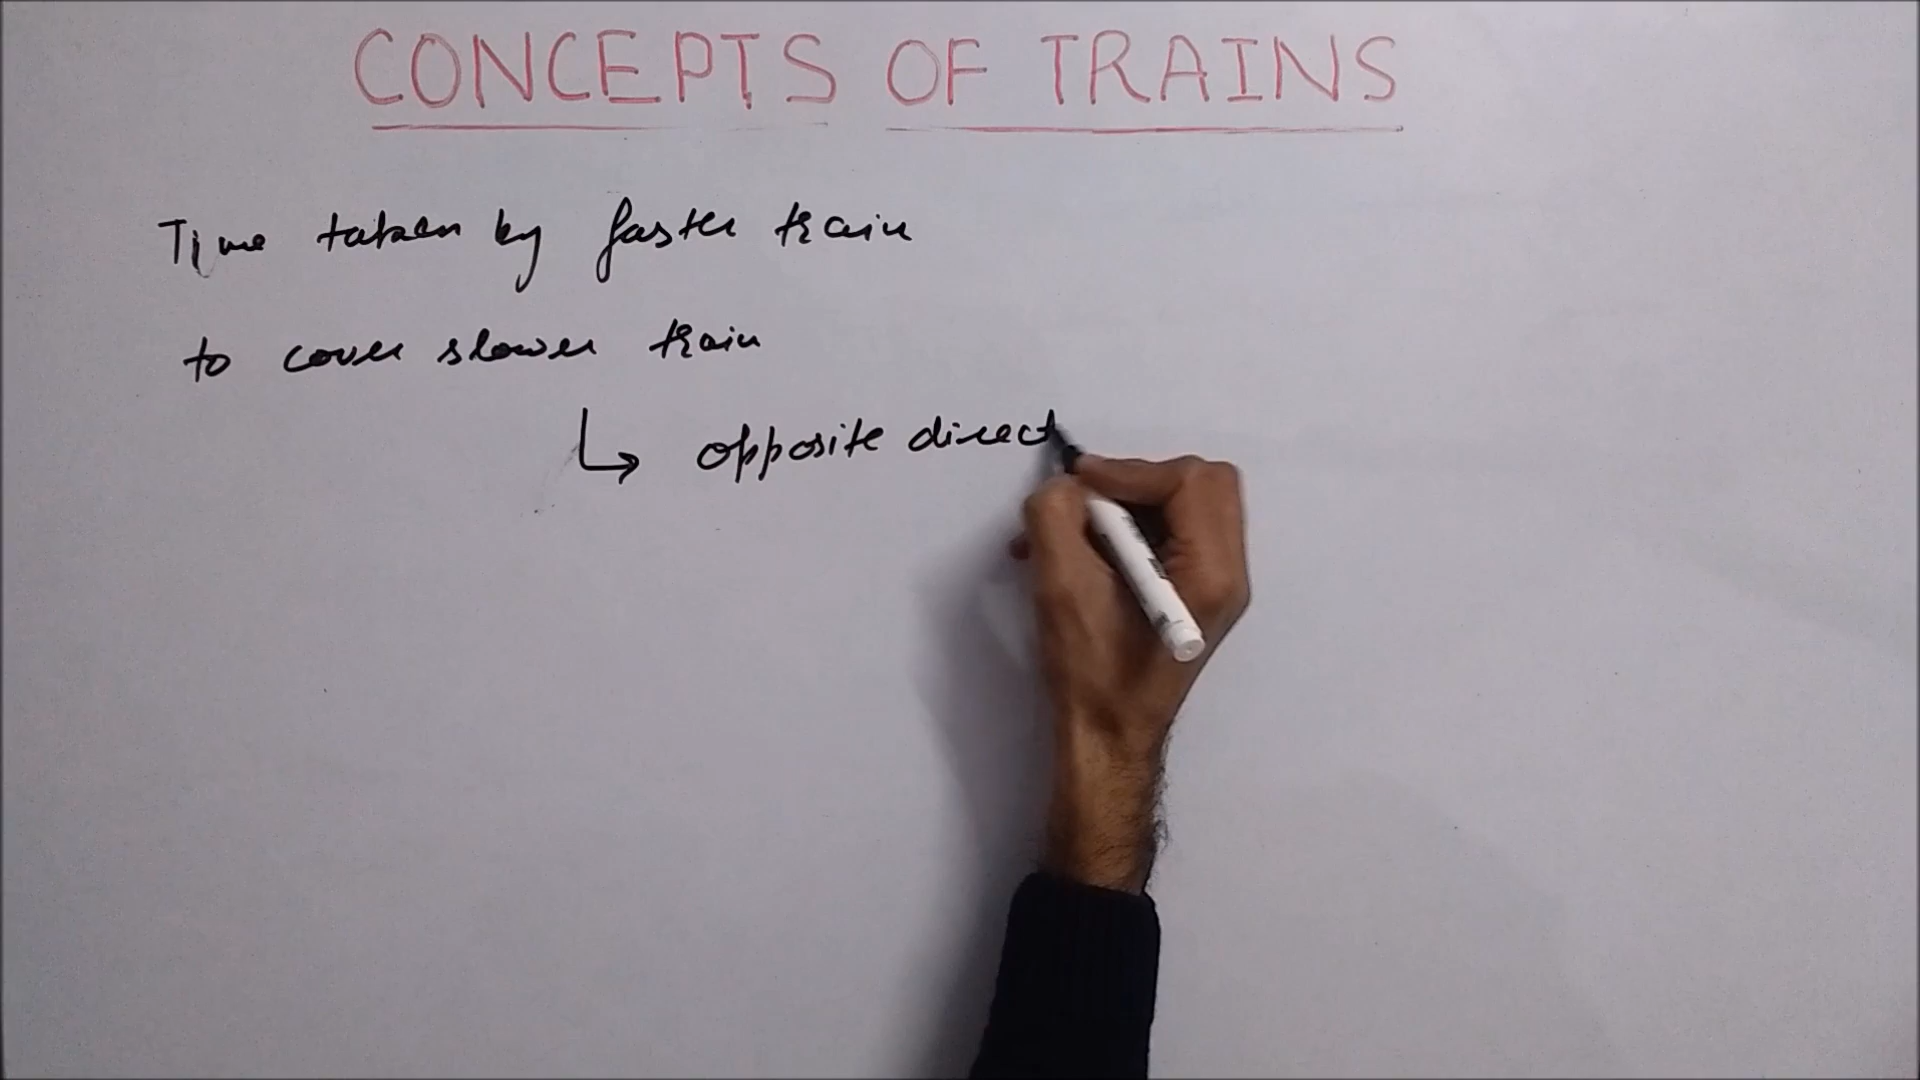 CONCEPTS OF TRAINS
Time taken by faster train
to cover slower train
↳ opposite direct